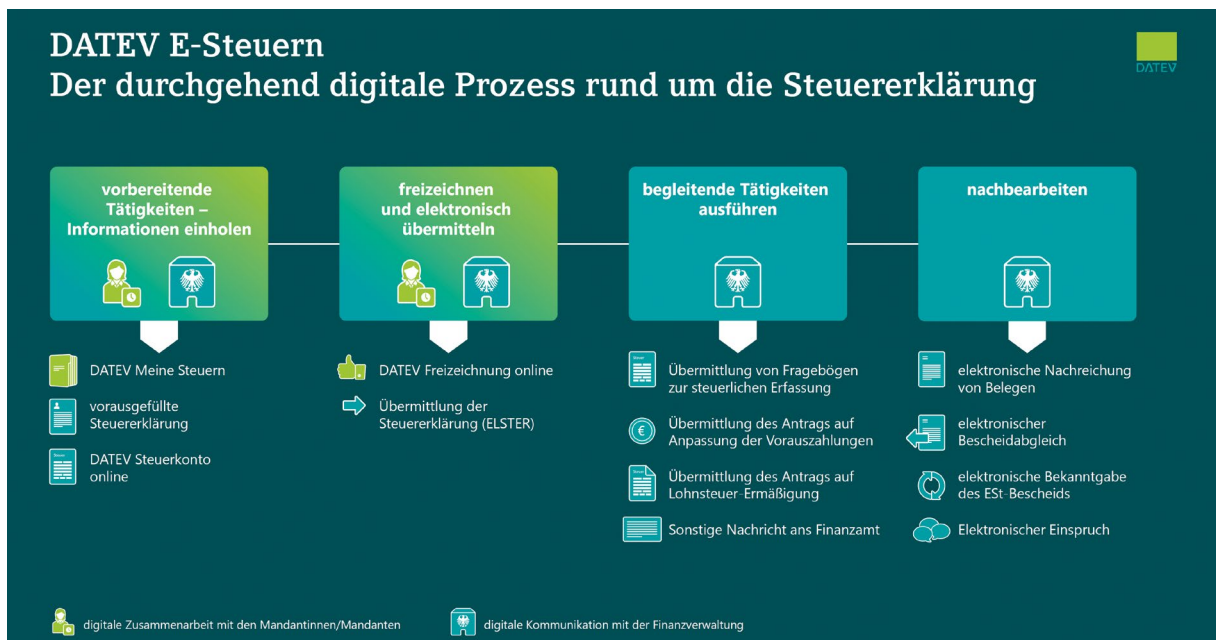 DATEV E-Steuern
Der durchgehend digitale Prozess rund um die Steuererklärung
DATEV
vorbereitende
Tätigkeiten –
Informationen einholen
DATEV Meine Steuern
vorausgefüllte
Steuererklärung
DATEV Steuerkonto
online
freizeichnen
und elektronisch
übermitteln
DATEV Freizeichnung online
Übermittlung der
Steuererklärung (ELSTER)
begleitende Tätigkeiten
ausführen
Übermittlung von Fragebögen
zur steuerlichen Erfassung
€
Übermittlung des Antrags auf
Anpassung der Vorauszahlungen
Übermittlung des Antrags auf
Lohnsteuer-Ermäßigung
Sonstige Nachricht ans Finanzamt
nachbearbeiten
elektronische Nachreichung
von Belegen
elektronischer
Bescheidabgleich
elektronische Bekanntgabe
des ESt-Bescheids
Elektronischer Einspruch
digitale Zusammenarbeit mit den Mandantinnen/Mandanten
digitale Kommunikation mit der Finanzverwaltung